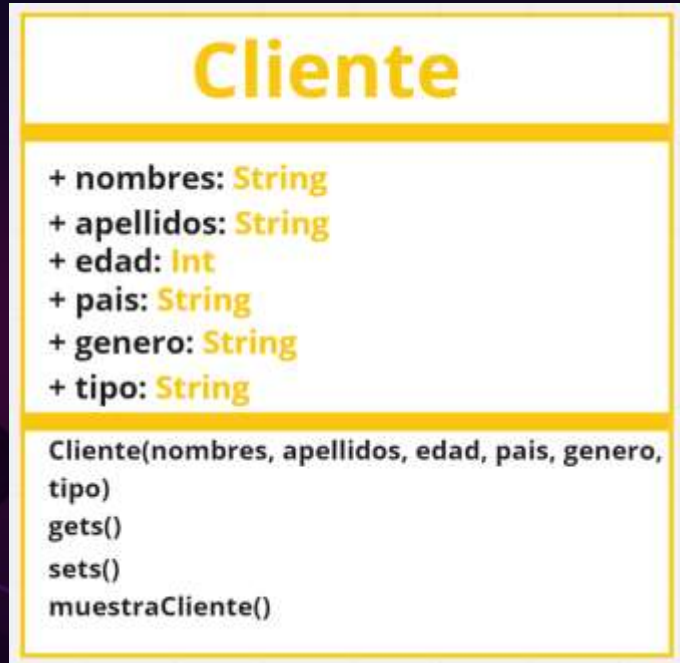 Cliente
+ nombres: String
+ apellidos: String
+ edad: Int
+ pais: String
+ genero: String
+ tipo: String
Cliente(nombres, apellidos, edad, pais, genero,
tipo)
gets()
sets()
muestraCliente()